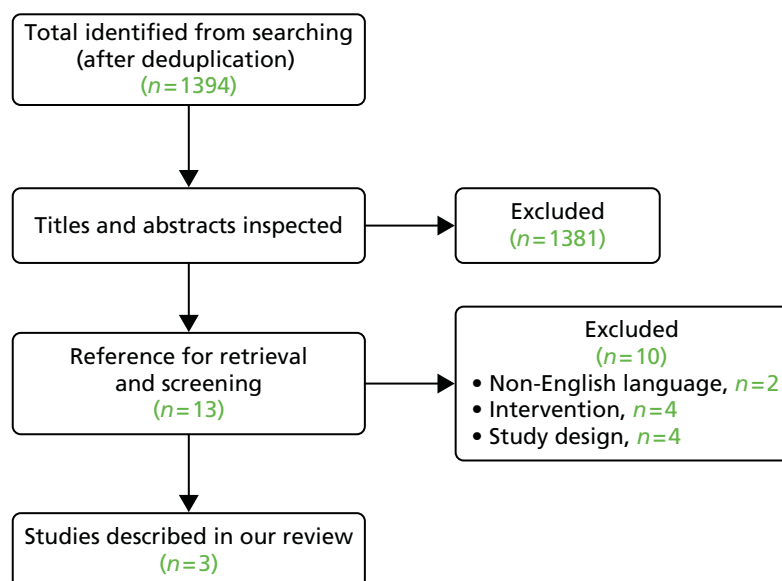 Total identified from searching
(after deduplication)
(n=1394)
Titles and abstracts inspected
Excluded
(n=1381)
Reference for retrieval
and screening
(n=13)
Excluded
(n=10)
• Non-English language, n=2
• Intervention, n=4
• Study design, n=4
Studies described in our review
(n=3)